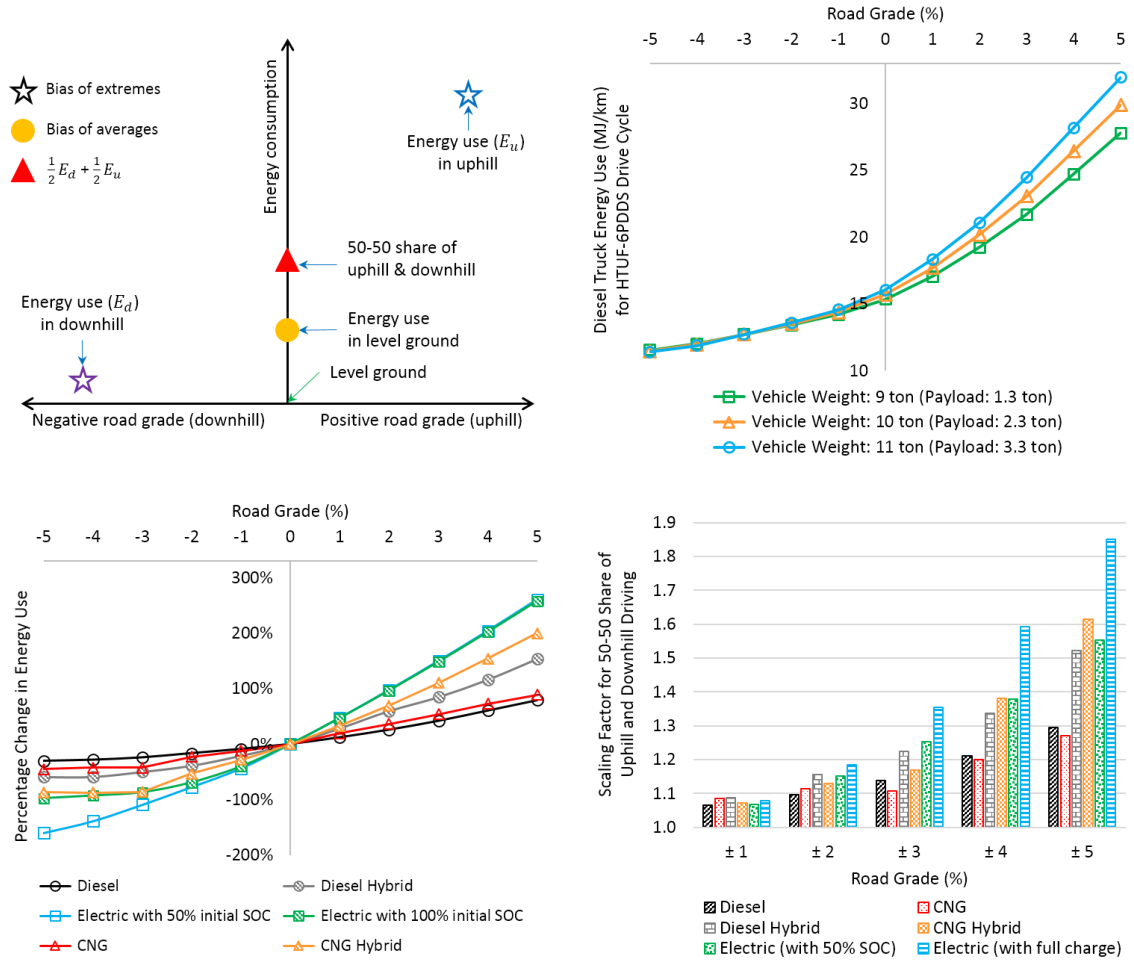 Bias of extremes
Bias of averages
½E_d + ½E_u
Energy consumption
Energy use (E_u)
in uphill
50-50 share of
uphill & downhill
Energy use (E_d)
in downhill
Energy use
in level ground
Level ground
Negative road grade (downhill)
Positive road grade (uphill)
Road Grade (%)
-5 -4 -3 -2 -1 0 1 2 3 4 5
Diesel Truck Energy Use (MJ/km)
for HTUF-6PDDS Drive Cycle
30
25
20
15
10
Vehicle Weight: 9 ton (Payload: 1.3 ton)
Vehicle Weight: 10 ton (Payload: 2.3 ton)
Vehicle Weight: 11 ton (Payload: 3.3 ton)
Road Grade (%)
-5 -4 -3 -2 -1 0 1 2 3 4 5
Percentage Change in Energy Use
300%
200%
100%
0%
-100%
-200%
Diesel
Diesel Hybrid
Electric with 50% initial SOC
Electric with 100% initial SOC
CNG
CNG Hybrid
Scaling Factor for 50-50 Share of
Uphill and Downhill Driving
1.9
1.8
1.7
1.6
1.5
1.4
1.3
1.2
1.1
1.0
± 1 ± 2 ± 3 ± 4 ± 5
Road Grade (%)
Diesel
CNG
Diesel Hybrid
CNG Hybrid
Electric (with 50% SOC)
Electric (with full charge)